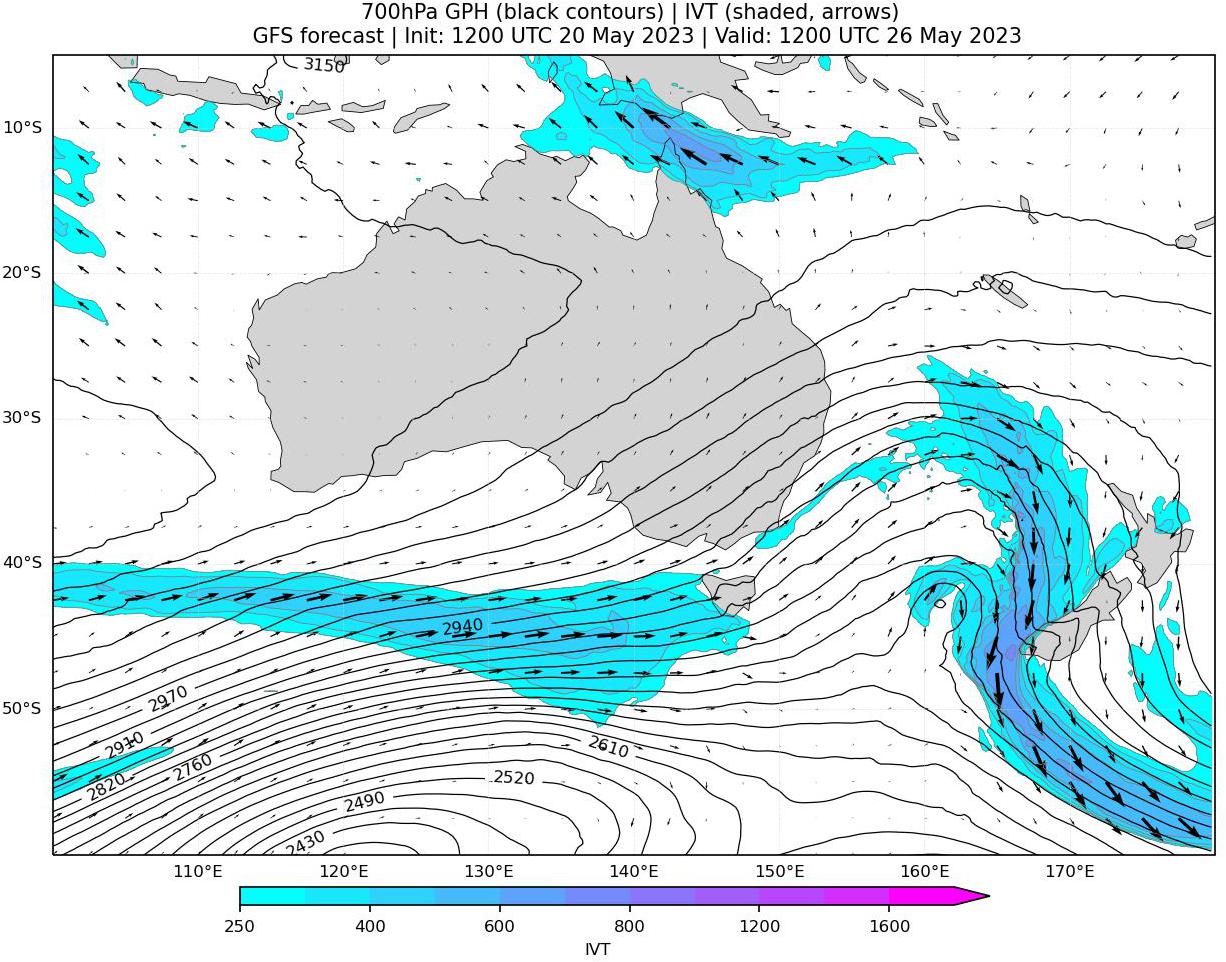 700hPa GPH (black contours) | IVT (shaded, arrows)
GFS forecast | Init: 1200 UTC 20 May 2023 | Valid: 1200 UTC 26 May 2023
3150
10°S
20°S
30°S
40°S
2940
2970
50°S
2910
2610
2760
2820
2520
2490
2430
110°E 120°E 130°E 140°E 150°E 160°E 170°E
250 400 600 800 1200 1600
IVT